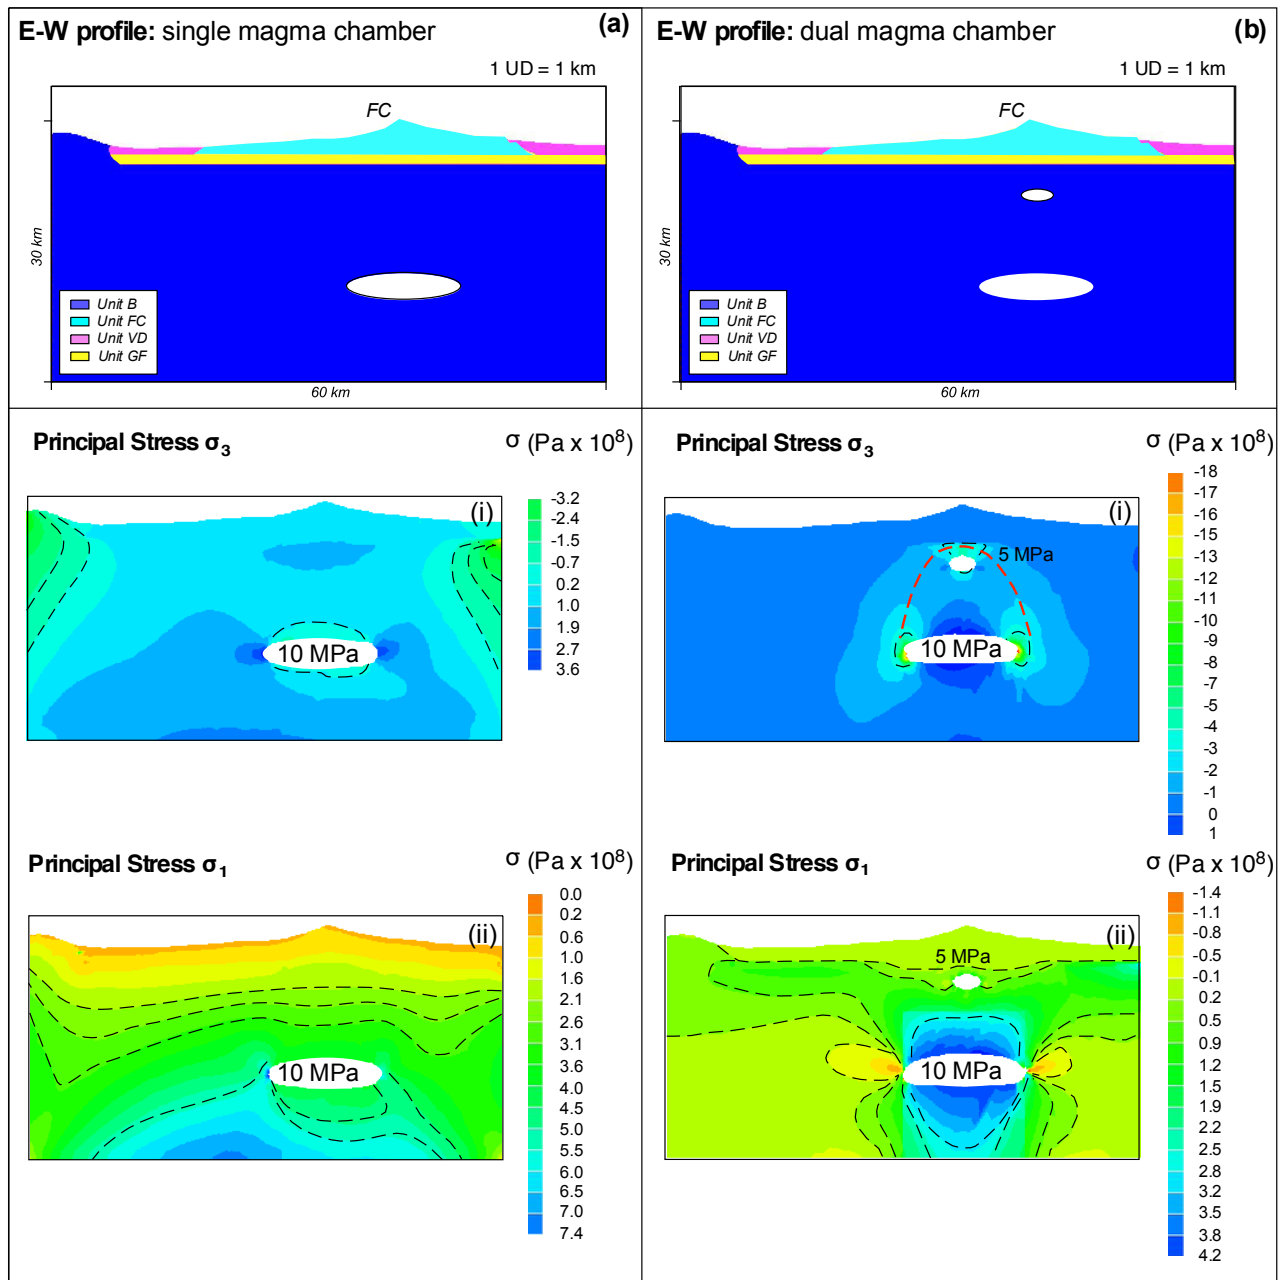 E-W profile: single magma chamber (a)
1 UD = 1 km
FC
30 km
Unit B
Unit FC
Unit VD
Unit GF
60 km
E-W profile: dual magma chamber (b)
1 UD = 1 km
FC
30 km
Unit B
Unit FC
Unit VD
Unit GF
60 km
Principal Stress σ3
σ (Pa x 10^8)
(i)
10 MPa
-3.2
-2.4
-1.5
-0.7
0.2
1.0
1.9
2.7
3.6
Principal Stress σ3
σ (Pa x 10^8)
(i)
5 MPa
10 MPa
-18
-17
-16
-15
-13
-12
-11
-10
-9
-8
-7
-5
-4
-3
-2
-1
0
1
Principal Stress σ1
σ (Pa x 10^8)
(ii)
10 MPa
0.0
0.2
0.6
1.0
1.6
2.1
2.6
3.1
3.6
4.0
4.5
5.0
5.5
6.0
6.5
7.0
7.4
Principal Stress σ1
σ (Pa x 10^8)
(ii)
5 MPa
10 MPa
-1.4
-1.1
-0.8
-0.5
-0.1
0.2
0.5
0.9
1.2
1.5
1.9
2.2
2.5
2.8
3.2
3.5
3.8
4.2